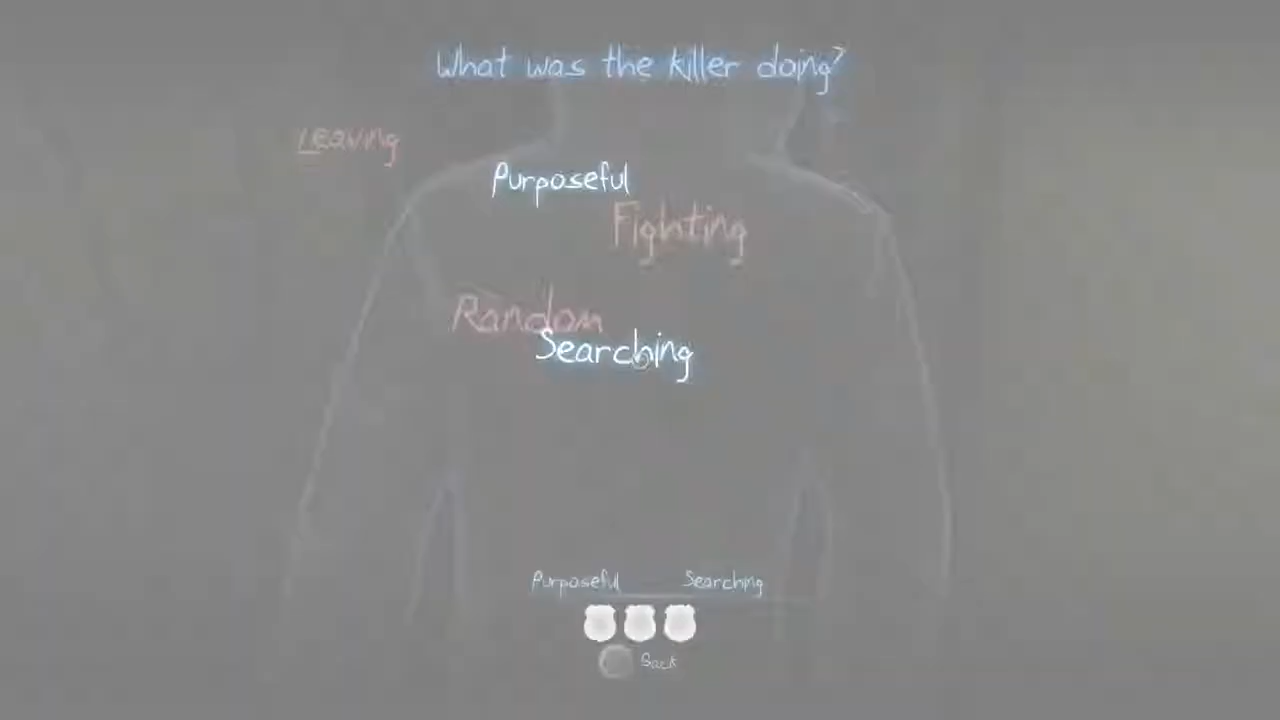 What was the killer doing?
Leaving
Purposeful
Fighting
Random
Searching
Purposeful Searching
Back